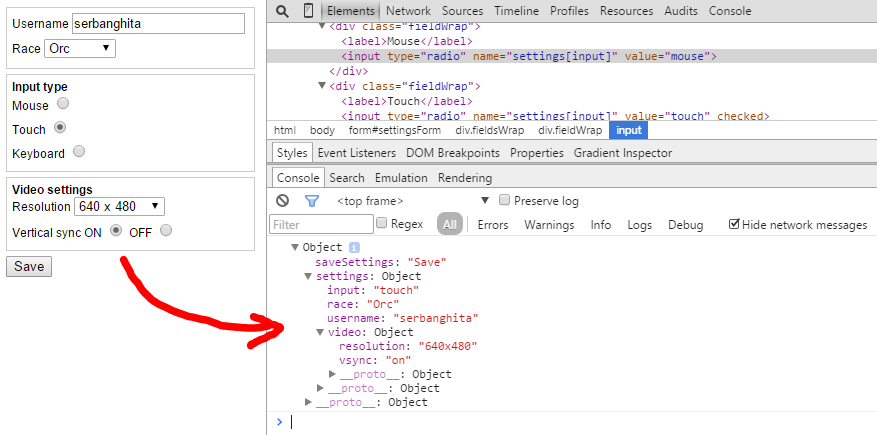 Username serbanghita
Race Orc
Input type
Mouse
Touch
Keyboard
Video settings
Resolution 640 x 480
Vertical sync ON OFF
Save
Elements Network Sources Timeline Profiles Resources Audits Console
<div class="fieldWrap">
<label>Mouse</label>
<input type="radio" name="settings[input]" value="mouse">
</div>
<div class="fieldWrap">
<label>Touch</label>
<input type="radio" name="settings[input]" value="touch" checked>
html body form#settingsForm div.fieldsWrap div.fieldWrap input
Styles Event Listeners DOM Breakpoints Properties Gradient Inspector
Console Search Emulation Rendering
<top frame> Preserve log
Filter Regex All Errors Warnings Info Logs Debug Hide network messages
Object i
saveSettings: "Save"
settings: Object
input: "touch"
race: "Orc"
username: "serbanghita"
video: Object
resolution: "640x480"
vsync: "on"
__proto__: Object
__proto__: Object
__proto__: Object
>